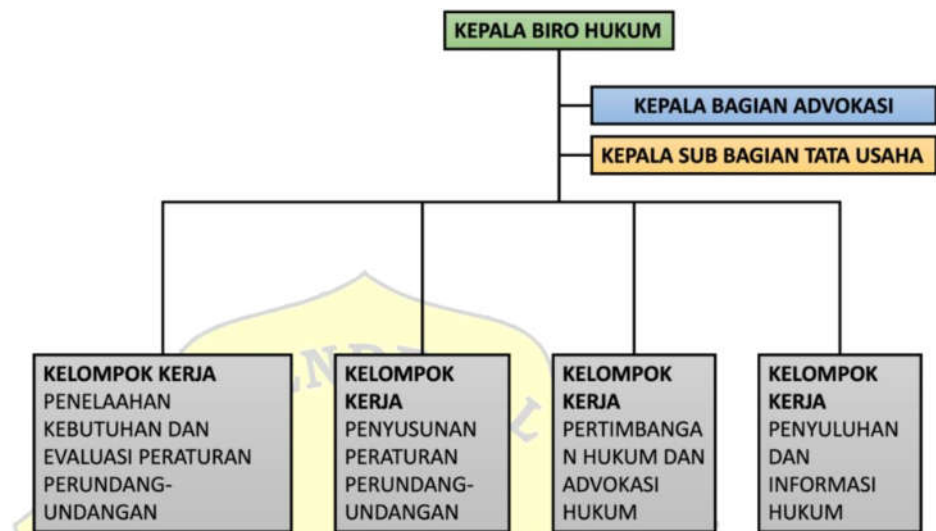 KEPALA BIRO HUKUM
KEPALA BAGIAN ADVOKASI
KEPALA SUB BAGIAN TATA USAHA
KELOMPOK KERJA
PENELAAHAN
KEBUTUHAN DAN
EVALUASI PERATURAN
PERUNDANG-
UNDANGAN
KELOMPOK
KERJA
PENYUSUNAN
PERATURAN
PERUNDANG-
UNDANGAN
KELOMPOK
KERJA
PERTIMBANGA
N HUKUM DAN
ADVOKASI
HUKUM
KELOMPOK
KERJA
PENYULUHAN
DAN
INFORMASI
HUKUM